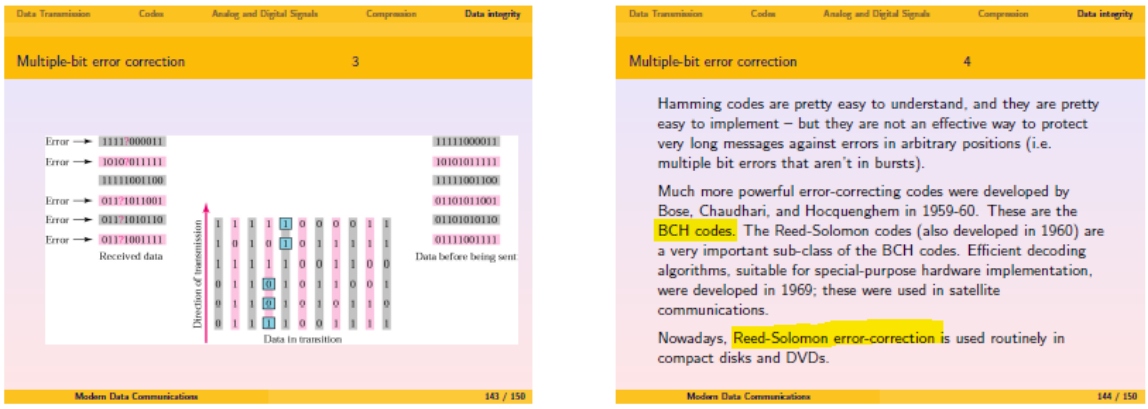 Data Transmission Codes Analog and Digital Signals Compression Data integrity
Multiple-bit error correction 3
Error 1111?000011
Error 1010?011111
11111001100
Error 011?1011001
Error 011?1010110
Error 011?1001111
Received data
Direction of transmission
1 1 1 1 1 0 0 0 0 1 1
1 0 1 0 1 0 1 1 1 1 1
1 1 1 1 1 0 0 1 1 0 0
0 1 1 0 1 0 1 1 0 0 1
0 1 1 0 1 0 1 0 1 1 0
0 1 1 1 1 0 0 1 1 1 1
Data in transition
11111000011
10101011111
11111001100
01101011001
01101010110
01111001111
Data before being sent
Modern Data Communications 143 / 150
Data Transmission Codes Analog and Digital Signals Compression Data integrity
Multiple-bit error correction 4
Hamming codes are pretty easy to understand, and they are pretty
easy to implement – but they are not an effective way to protect
very long messages against errors in arbitrary positions (i.e.
multiple bit errors that aren't in bursts).
Much more powerful error-correcting codes were developed by
Bose, Chaudhari, and Hocquenghem in 1959-60. These are the
BCH codes. The Reed-Solomon codes (also developed in 1960) are
a very important sub-class of the BCH codes. Efficient decoding
algorithms, suitable for special-purpose hardware implementation,
were developed in 1969; these were used in satellite
communications.
Nowadays, Reed-Solomon error-correction is used routinely in
compact disks and DVDs.
Modern Data Communications 144 / 150